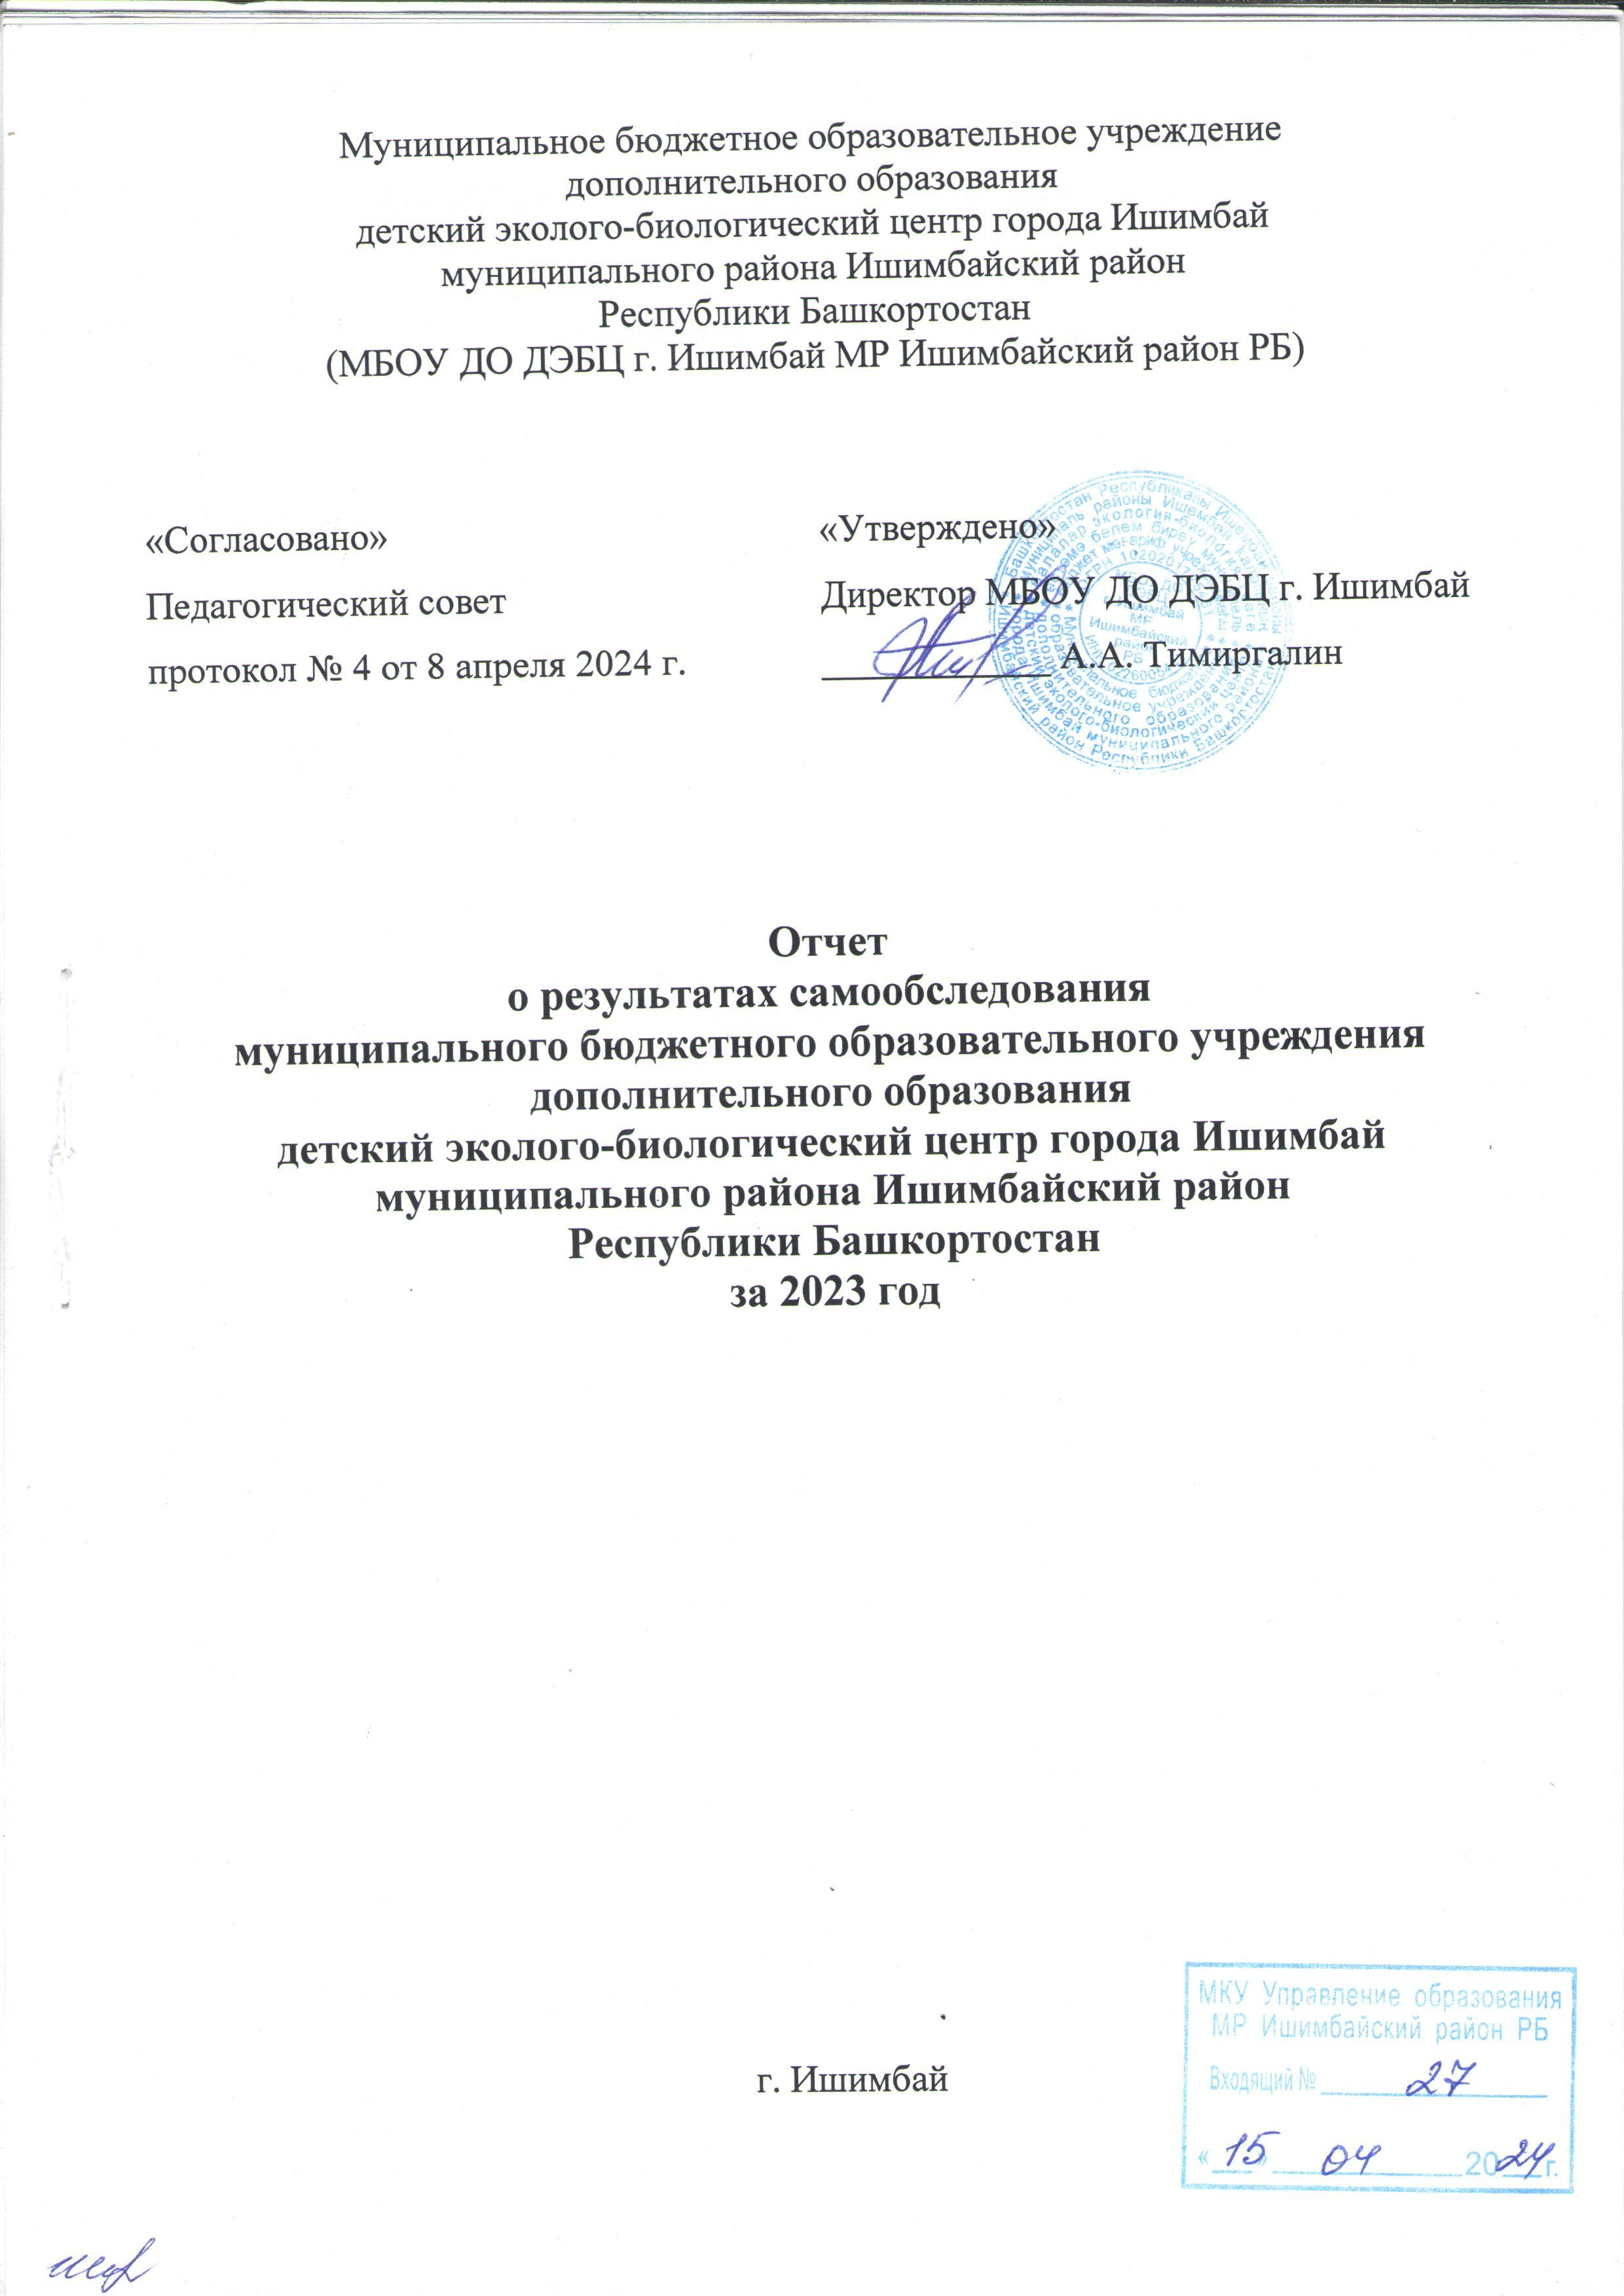 Муниципальное бюджетное образовательное учреждение
дополнительного образования
детский эколого-биологический центр города Ишимбай
муниципального района Ишимбайский район
Республики Башкортостан
(МБОУ ДО ДЭБЦ г. Ишимбай МР Ишимбайский район РБ)
«Согласовано»
Педагогический совет
протокол № 4 от 8 апреля 2024 г.
«Утверждено»
Директор МБОУ ДО ДЭБЦ г. Ишимбай
А.А. Тимиргалин
Отчет
о результатах самообследования
муниципального бюджетного образовательного учреждения
дополнительного образования
детский эколого-биологический центр города Ишимбай
муниципального района Ишимбайский район
Республики Башкортостан
за 2023 год
г. Ишимбай
МКУ Управление образования
МР Ишимбайский район РБ
Входящий № 27
«15» 04 2024 г.